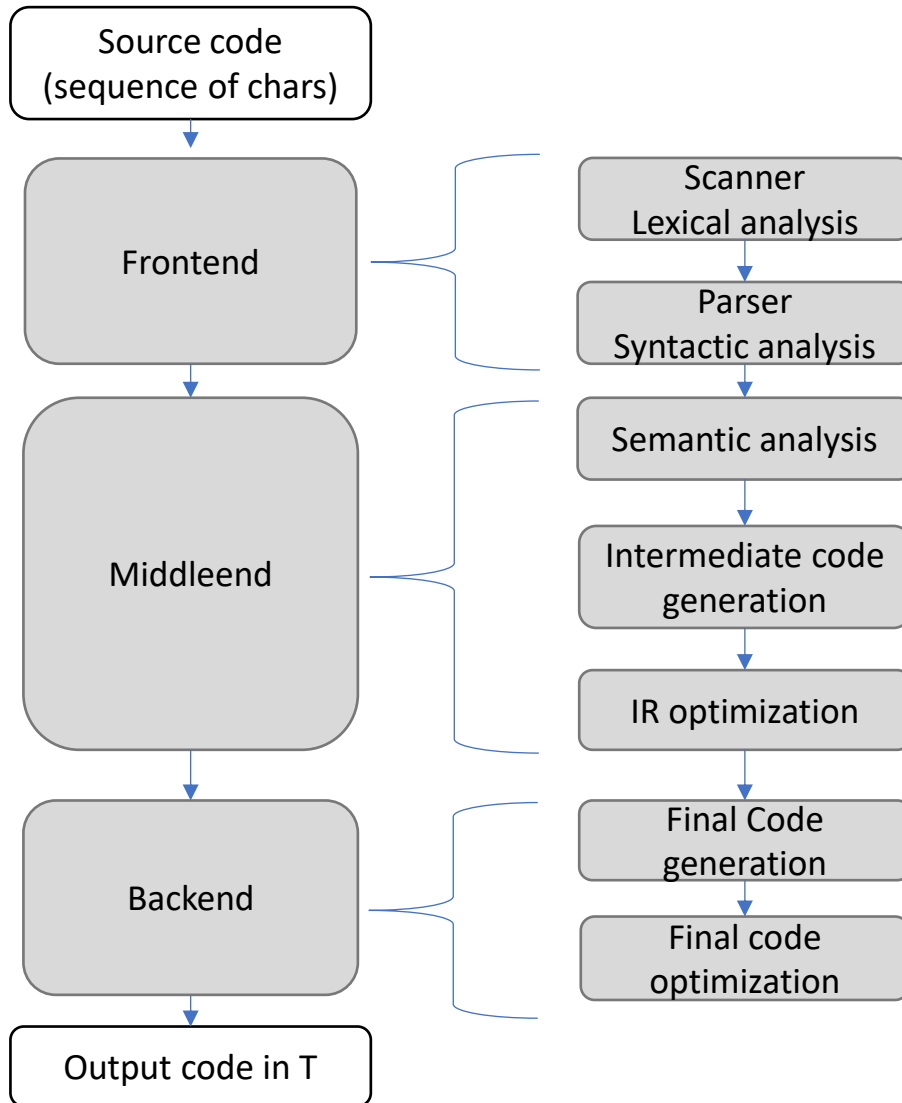 Source code
(sequence of chars)
Frontend
Middleend
Backend
Output code in T
Scanner
Lexical analysis
Parser
Syntactic analysis
Semantic analysis
Intermediate code
generation
IR optimization
Final Code
generation
Final code
optimization